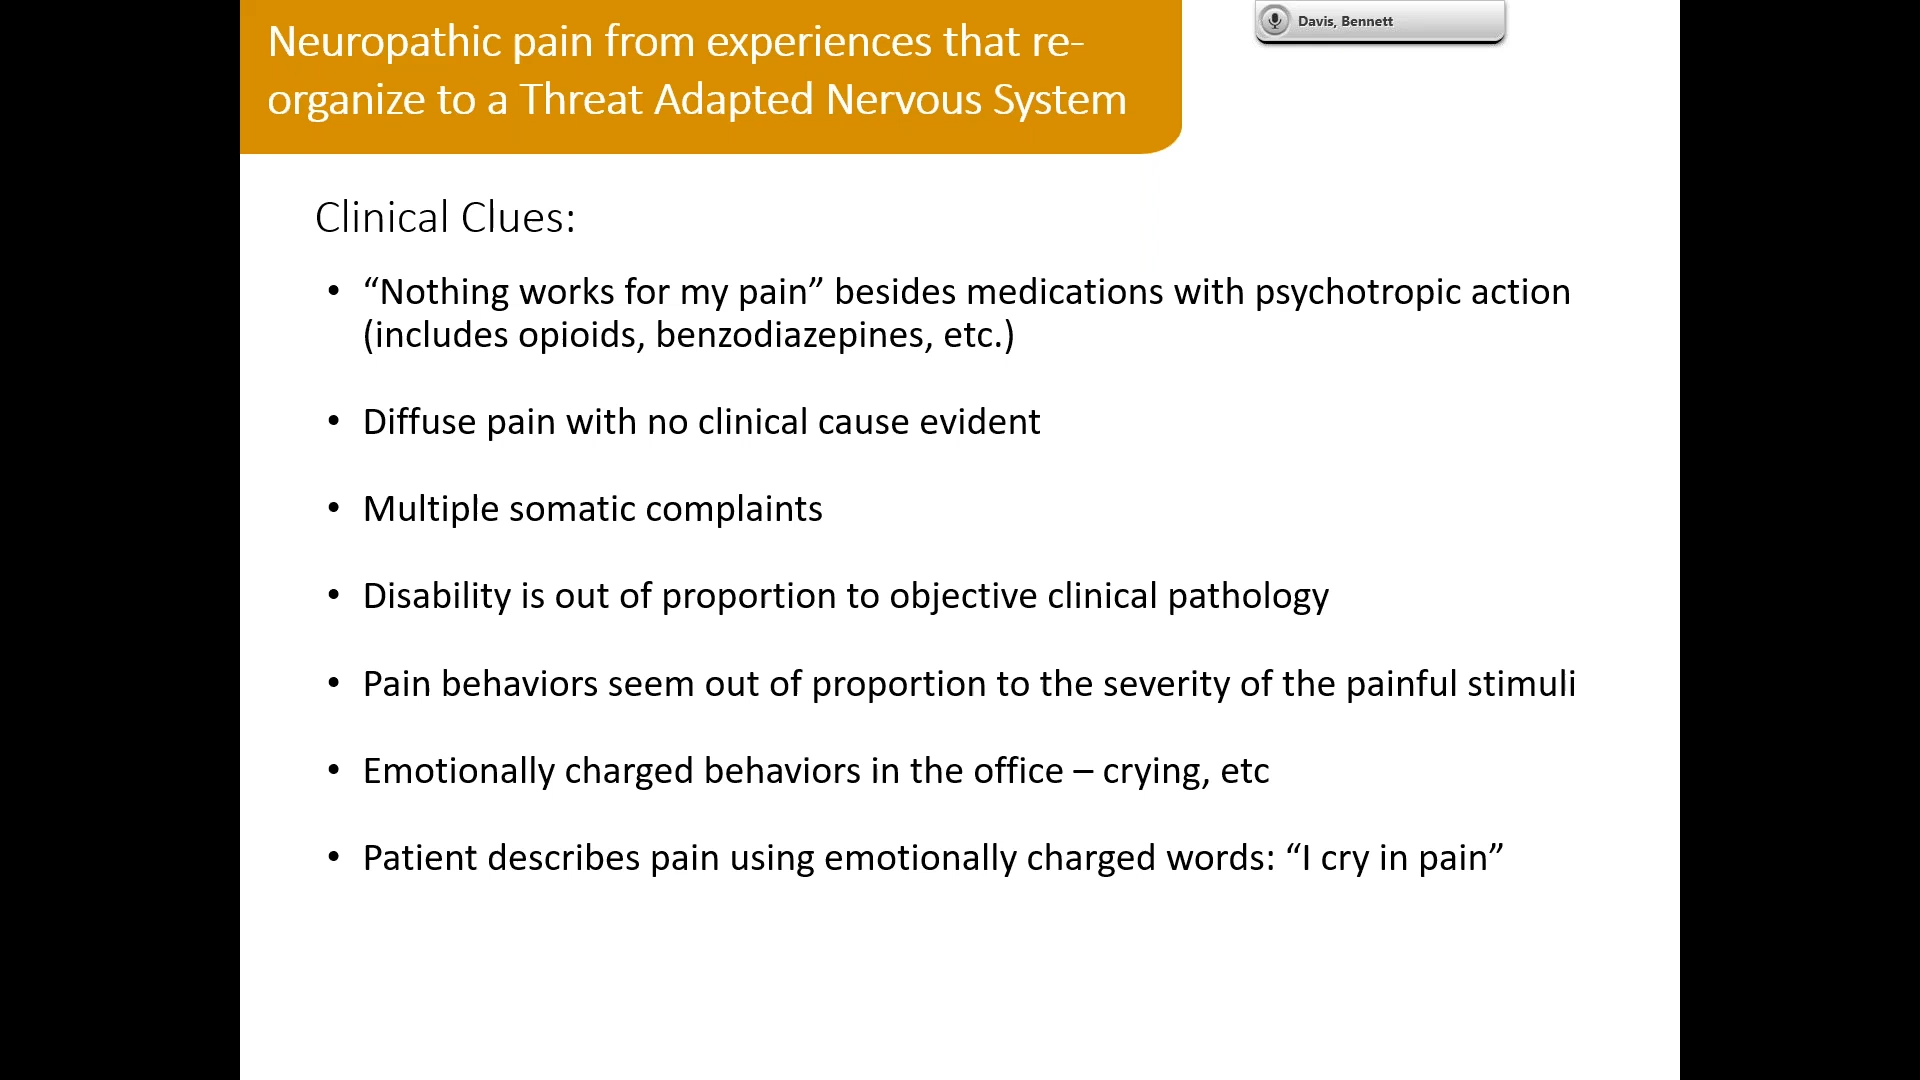 Neuropathic pain from experiences that re-
organize to a Threat Adapted Nervous System
Davis, Bennett
Clinical Clues:
• “Nothing works for my pain” besides medications with psychotropic action
(includes opioids, benzodiazepines, etc.)
• Diffuse pain with no clinical cause evident
• Multiple somatic complaints
• Disability is out of proportion to objective clinical pathology
• Pain behaviors seem out of proportion to the severity of the painful stimuli
• Emotionally charged behaviors in the office – crying, etc
• Patient describes pain using emotionally charged words: “I cry in pain”